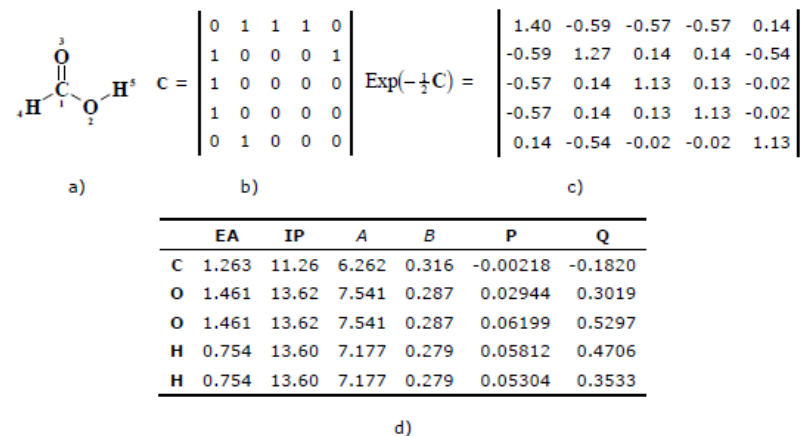 3
O
C
1
4 H
O
2
H 5
a)
C =
0 1 1 1 0
1 0 0 0 1
1 0 0 0 0
1 0 0 0 0
0 1 0 0 0
b)
Exp(-½C) =
1.40 -0.59 -0.57 -0.57 0.14
-0.59 1.27 0.14 0.14 -0.54
-0.57 0.14 1.13 0.13 -0.02
-0.57 0.14 0.13 1.13 -0.02
0.14 -0.54 -0.02 -0.02 1.13
c)
EA IP A B P Q
C 1.263 11.26 6.262 0.316 -0.00218 -0.1820
O 1.461 13.62 7.541 0.287 0.02944 0.3019
O 1.461 13.62 7.541 0.287 0.06199 0.5297
H 0.754 13.60 7.177 0.279 0.05812 0.4706
H 0.754 13.60 7.177 0.279 0.05304 0.3533
d)